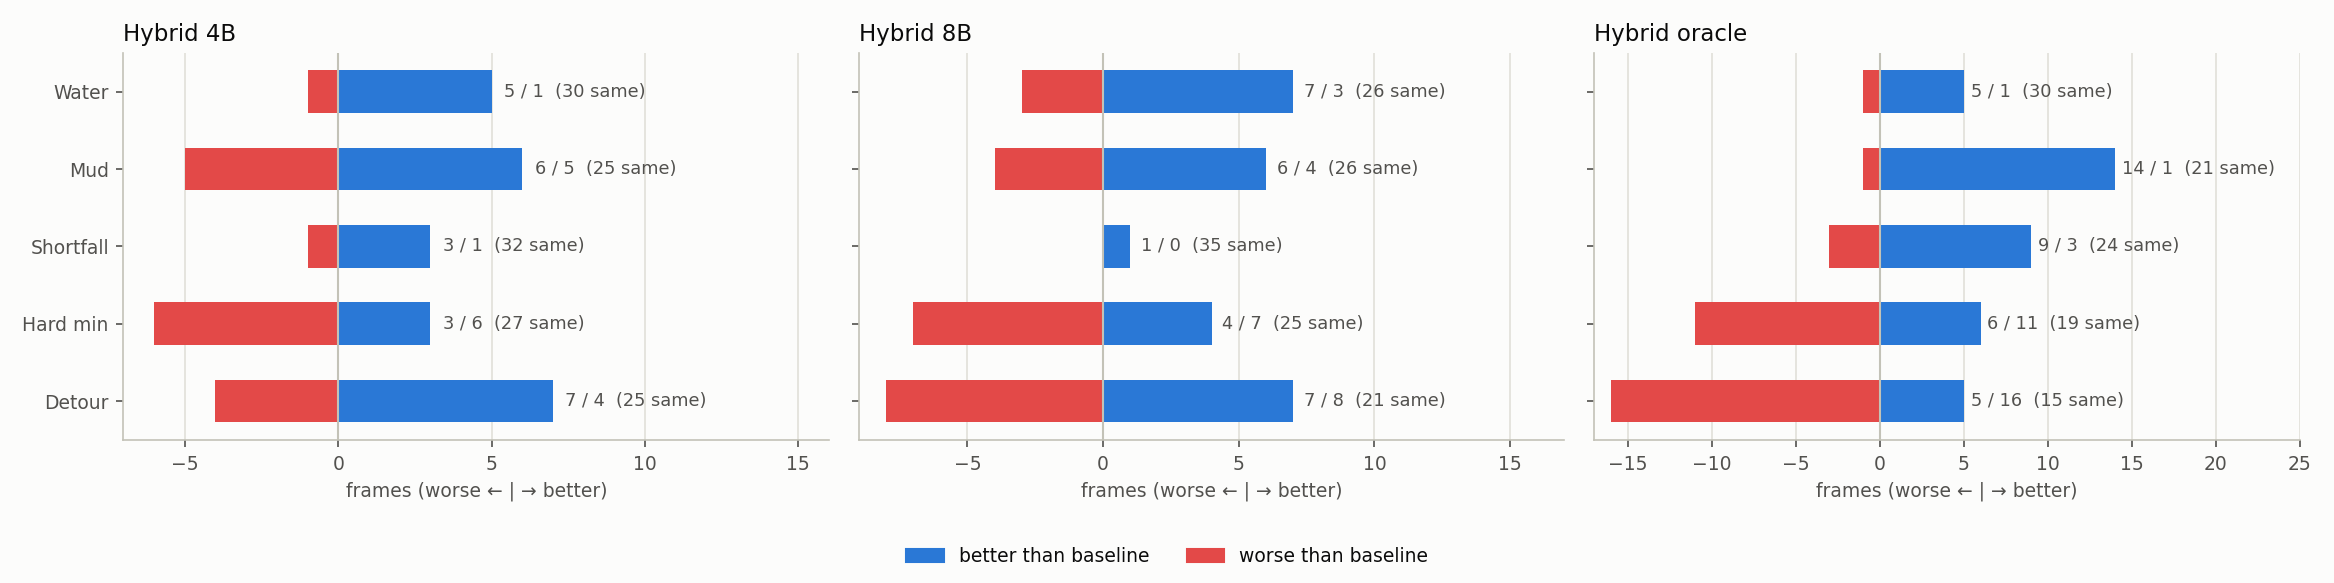 Hybrid 4B
Water
5 / 1 (30 same)
Mud
6 / 5 (25 same)
Shortfall
3 / 1 (32 same)
Hard min
3 / 6 (27 same)
Detour
7 / 4 (25 same)
−5 0 5 10 15
frames (worse ← | → better)
Hybrid 8B
7 / 3 (26 same)
6 / 4 (26 same)
1 / 0 (35 same)
4 / 7 (25 same)
7 / 8 (21 same)
−5 0 5 10 15
frames (worse ← | → better)
Hybrid oracle
5 / 1 (30 same)
14 / 1 (21 same)
9 / 3 (24 same)
6 / 11 (19 same)
5 / 16 (15 same)
−15 −10 −5 0 5 10 15 20 25
frames (worse ← | → better)
better than baseline
worse than baseline